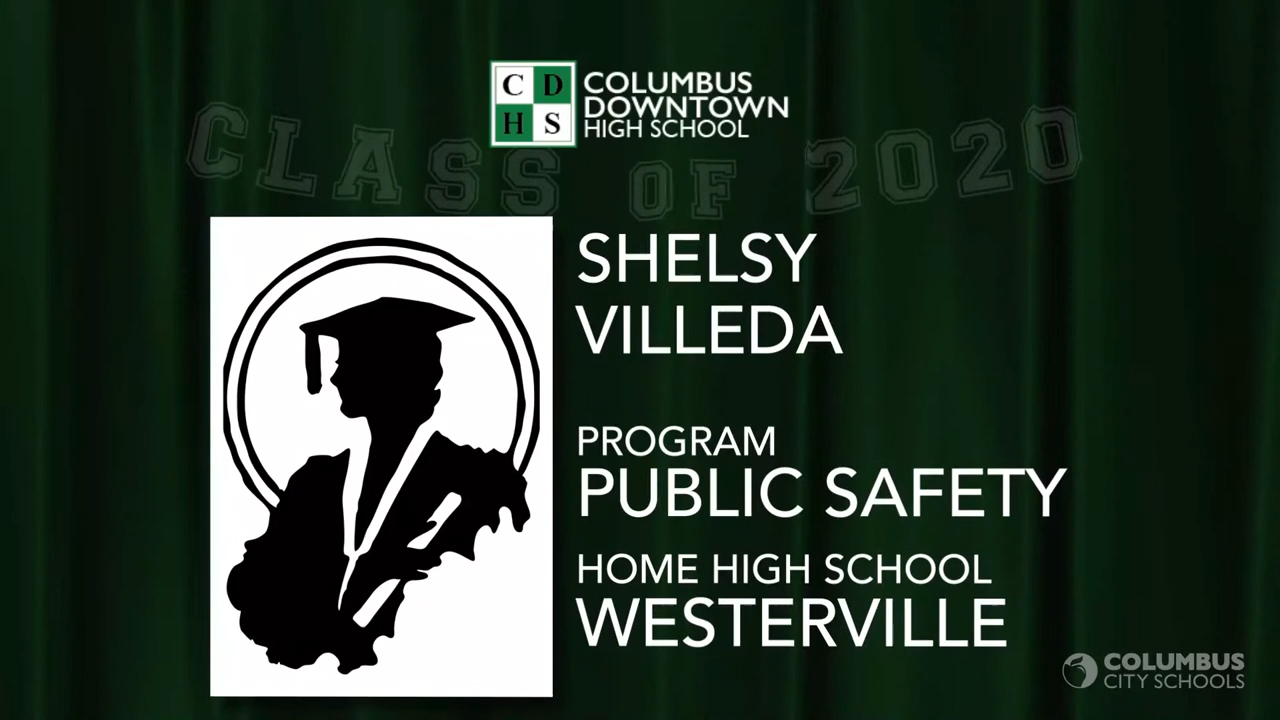 C D
H S
COLUMBUS
DOWNTOWN
HIGH SCHOOL
CLASS OF 2020
SHELSY
VILLEDA
PROGRAM
PUBLIC SAFETY
HOME HIGH SCHOOL
WESTERVILLE
COLUMBUS
CITY SCHOOLS